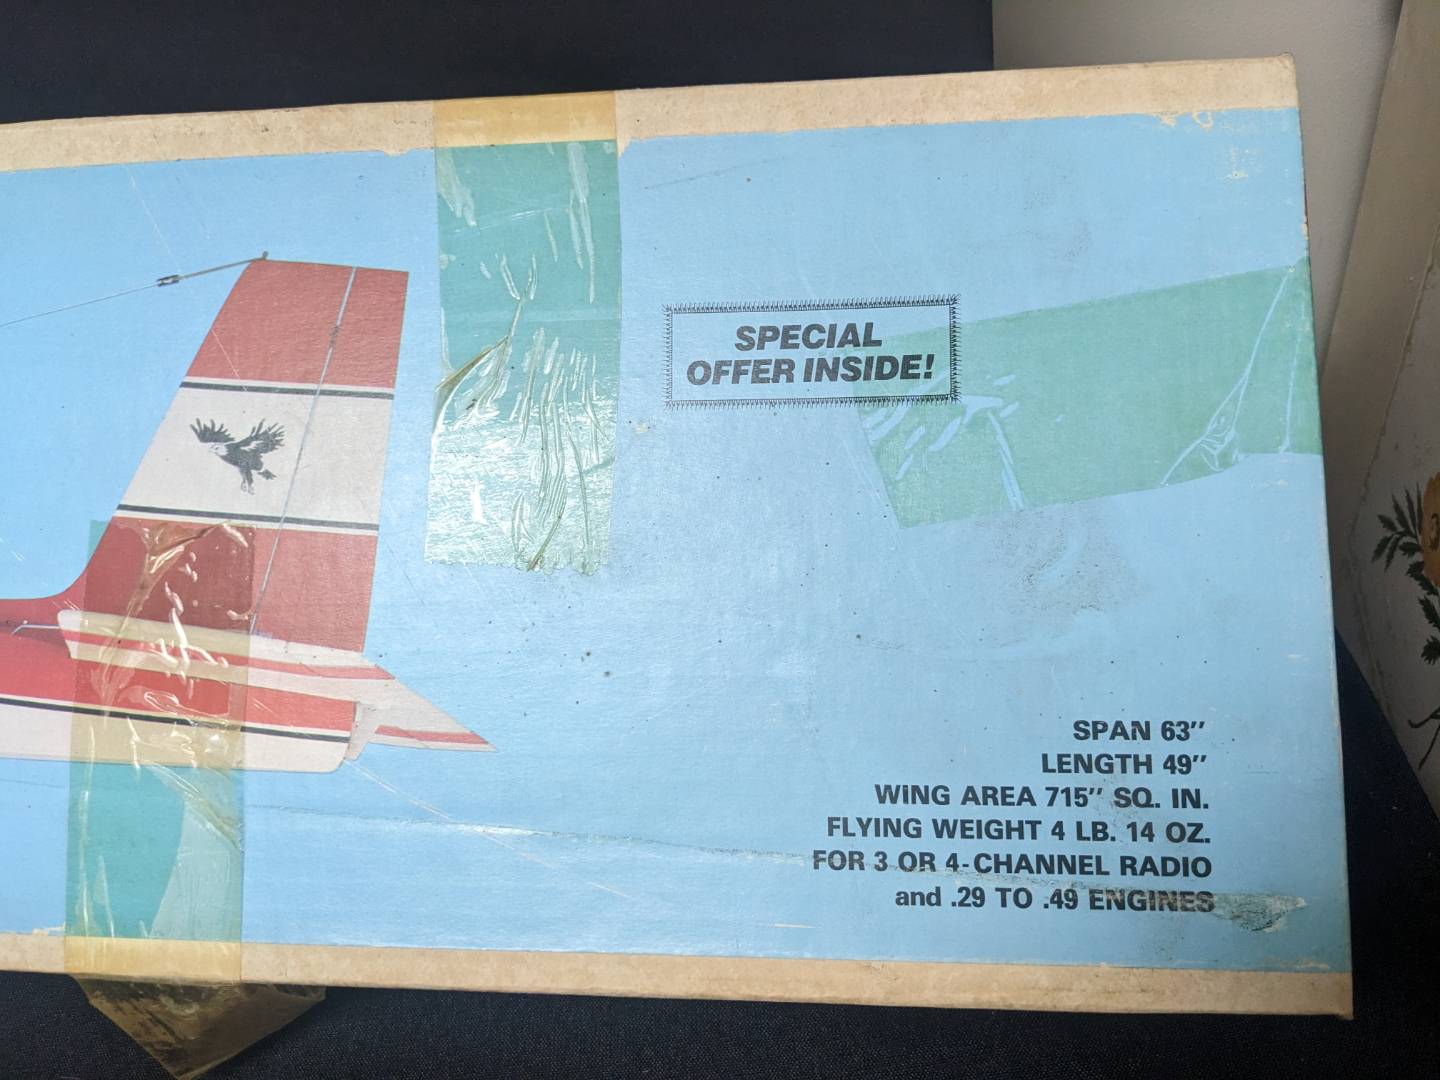 SPECIAL
OFFER INSIDE!
SPAN 63"
LENGTH 49"
WING AREA 715" SQ. IN.
FLYING WEIGHT 4 LB. 14 OZ.
FOR 3 OR 4-CHANNEL RADIO
and .29 TO .49 ENGINES